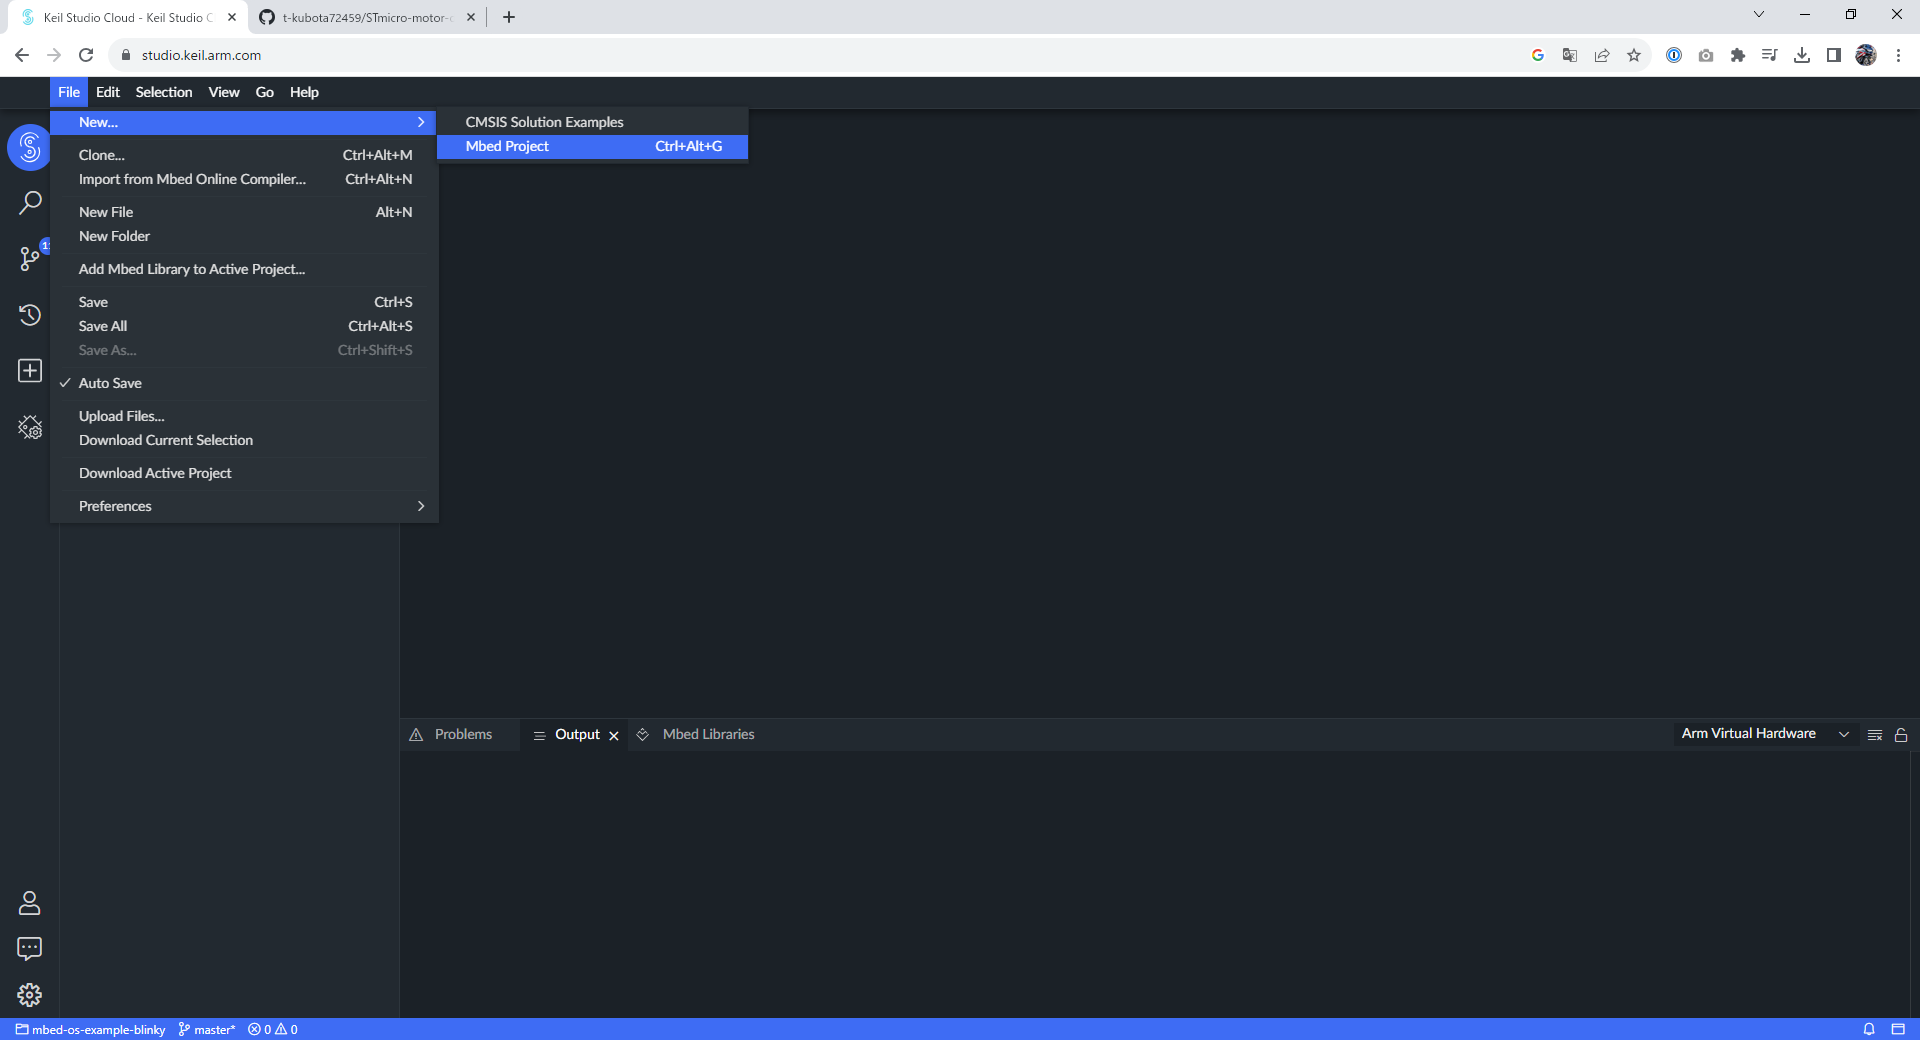 Keil Studio Cloud - Keil Studio C
t-kubota72459/STmicro-motor-c
studio.keil.arm.com
File Edit Selection View Go Help
New...
CMSIS Solution Examples
Mbed Project Ctrl+Alt+G
Clone... Ctrl+Alt+M
Import from Mbed Online Compiler... Ctrl+Alt+N
New File Alt+N
New Folder
Add Mbed Library to Active Project...
Save Ctrl+S
Save All Ctrl+Alt+S
Save As... Ctrl+Shift+S
Auto Save
Upload Files...
Download Current Selection
Download Active Project
Preferences
Problems Output Mbed Libraries
Arm Virtual Hardware
mbed-os-example-blinky master* 0 0